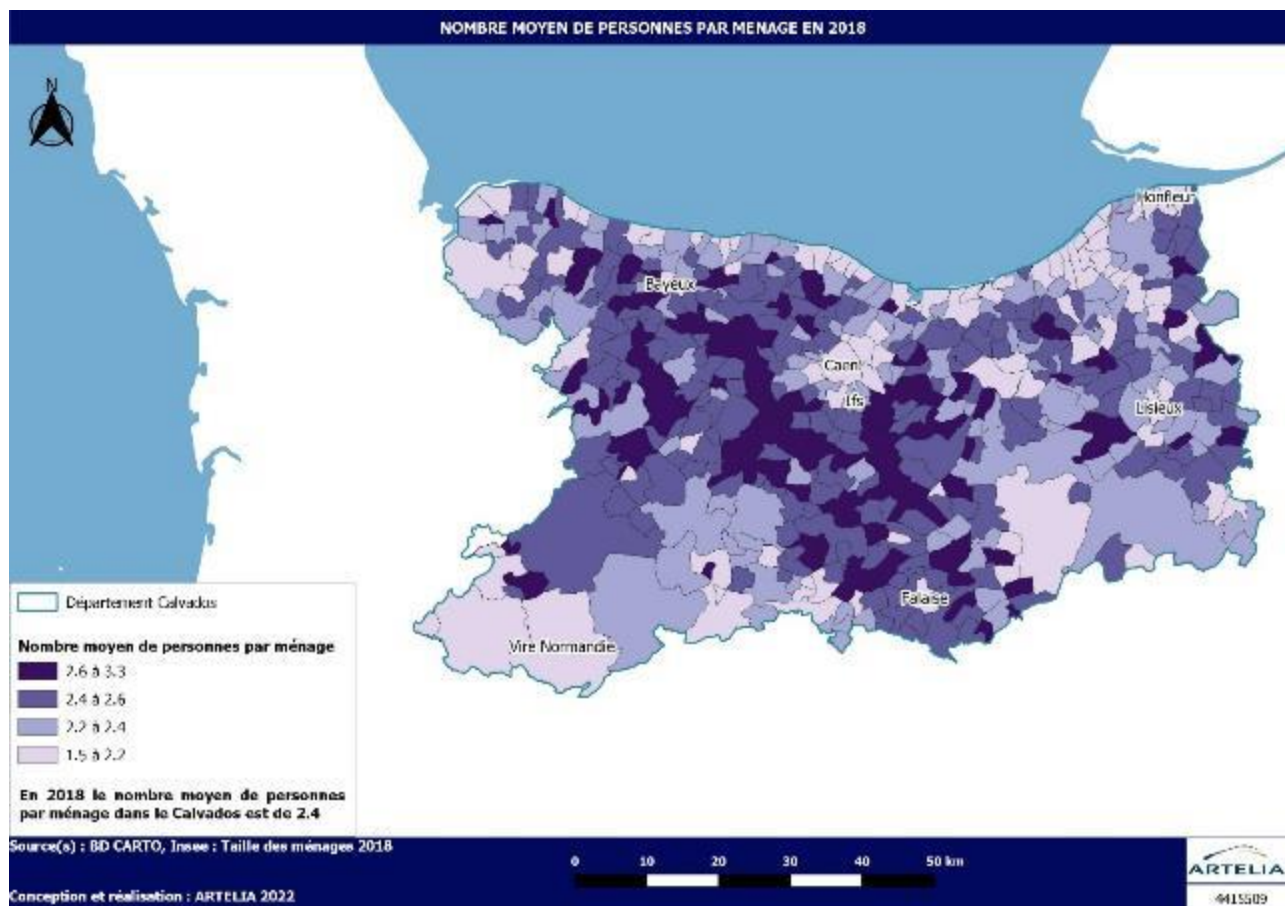 NOMBRE MOYEN DE PERSONNES PAR MENAGE EN 2018
N
Honfleur
Bayeux
Caen
Ifs
Lisieux
Falaise
Vire Normandie
Département Calvados
Nombre moyen de personnes par ménage
2.6 à 3.3
2.4 à 2.6
2.2 à 2.4
1.5 à 2.2
En 2018 le nombre moyen de personnes
par ménage dans le Calvados est de 2.4
Source(s) : BD CARTO, Insee : Taille des ménages 2018
0 10 20 30 40 50 km
Conception et réalisation : ARTELIA 2022
ARTELIA
4415509